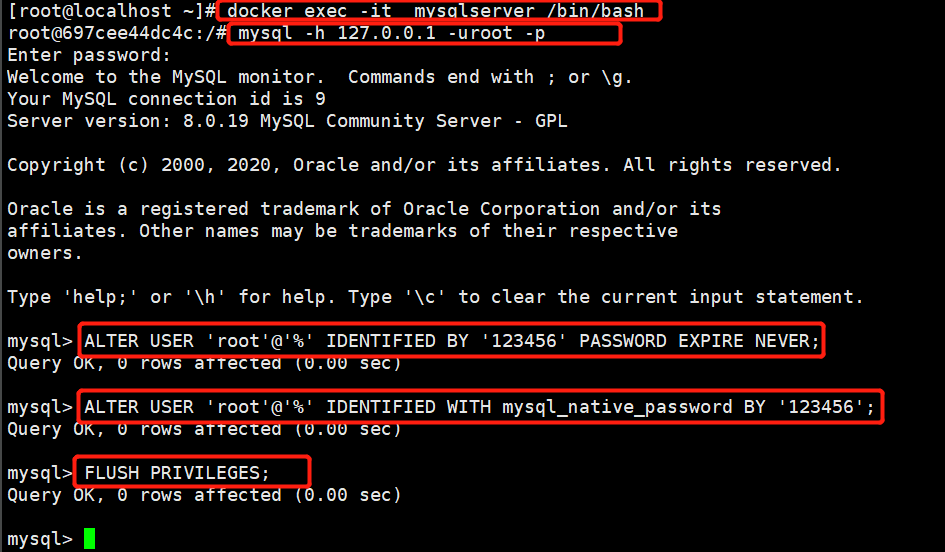 [root@localhost ~]# docker exec -it  mysqlserver /bin/bash
root@697cee44dc4c:/# mysql -h 127.0.0.1 -uroot -p
Enter password:
Welcome to the MySQL monitor.  Commands end with ; or \g.
Your MySQL connection id is 9
Server version: 8.0.19 MySQL Community Server - GPL
Copyright (c) 2000, 2020, Oracle and/or its affiliates. All rights reserved.
Oracle is a registered trademark of Oracle Corporation and/or its
affiliates. Other names may be trademarks of their respective
owners.
Type 'help;' or '\h' for help. Type '\c' to clear the current input statement.
mysql> ALTER USER 'root'@'%' IDENTIFIED BY '123456' PASSWORD EXPIRE NEVER;
Query OK, 0 rows affected (0.00 sec)
mysql> ALTER USER 'root'@'%' IDENTIFIED WITH mysql_native_password BY '123456';
Query OK, 0 rows affected (0.00 sec)
mysql> FLUSH PRIVILEGES;
Query OK, 0 rows affected (0.00 sec)
mysql>